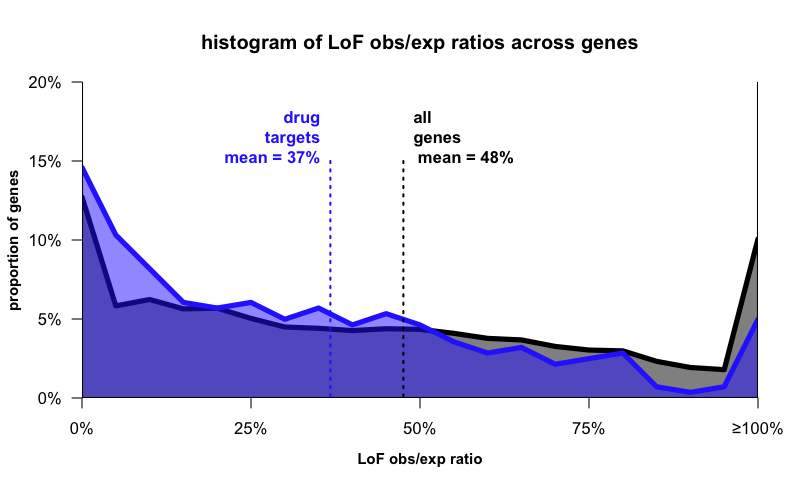 histogram of LoF obs/exp ratios across genes
20%
15%
10%
5%
0%
proportion of genes
drug
targets
mean = 37%
all
genes
mean = 48%
0%
25%
50%
75%
≥100%
LoF obs/exp ratio